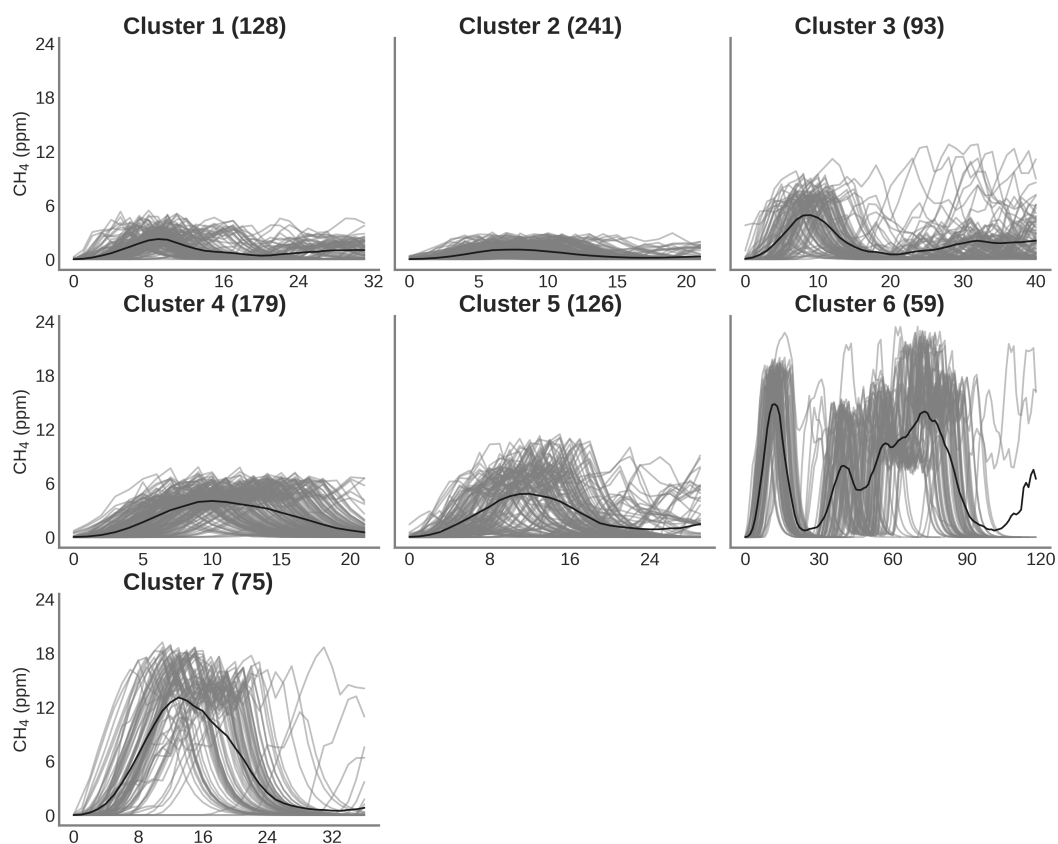 Cluster 1 (128) Cluster 2 (241) Cluster 3 (93)
24
18
12
6
0
CH₄ (ppm)
0 8 16 24 32 0 5 10 15 20 0 10 20 30 40
Cluster 4 (179) Cluster 5 (126) Cluster 6 (59)
24
18
12
6
0
CH₄ (ppm)
0 5 10 15 20 0 8 16 24 0 30 60 90 120
Cluster 7 (75)
24
18
12
6
0
CH₄ (ppm)
0 8 16 24 32